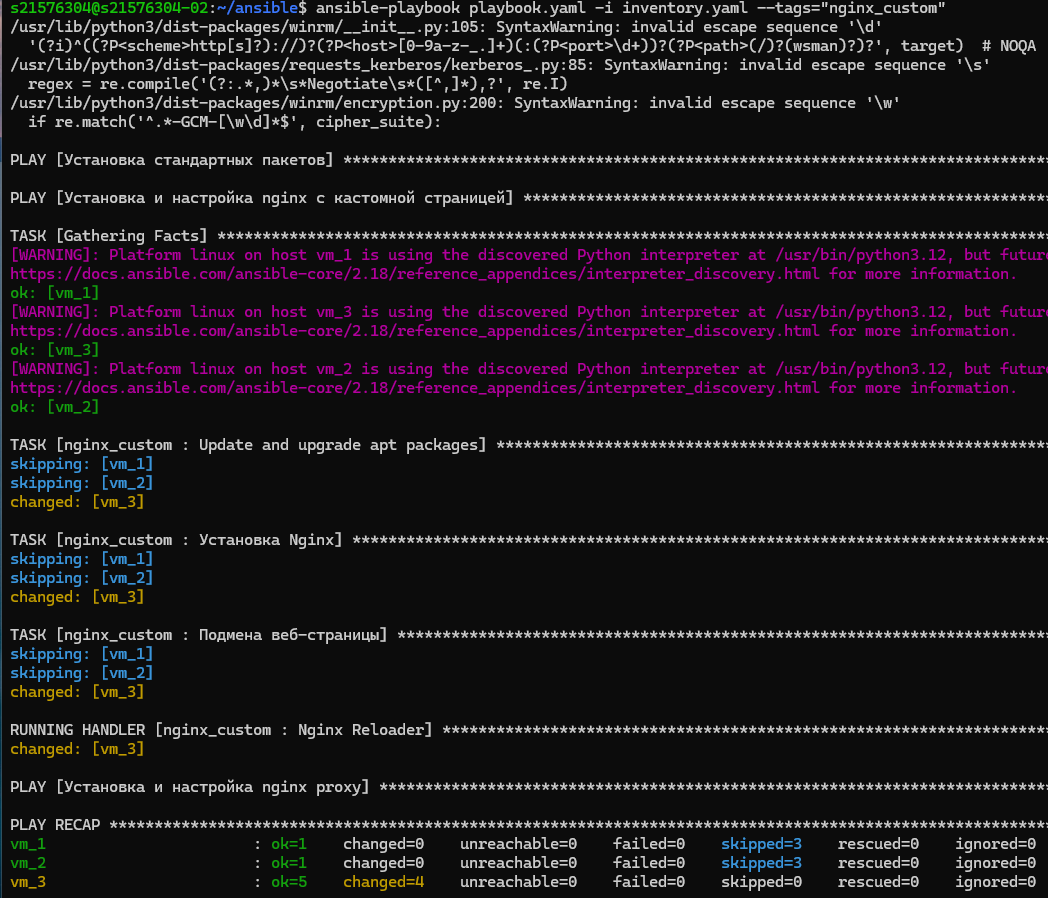 s21576304@s21576304-02:~/ansible$ ansible-playbook playbook.yaml -i inventory.yaml --tags="nginx_custom"
/usr/lib/python3/dist-packages/winrm/__init__.py:105: SyntaxWarning: invalid escape sequence '\d'
  '(?i)^((?P<scheme>http[s]?)://)?(?P<host>[0-9a-z-_.]+)(:(?P<port>\d+))?(?P<path>(/)?(wsman)?)?', target)  # NOQA
/usr/lib/python3/dist-packages/requests_kerberos/kerberos_.py:85: SyntaxWarning: invalid escape sequence '\s'
  regex = re.compile('(?:.*,)*\s*Negotiate\s*([^,]*),?', re.I)
/usr/lib/python3/dist-packages/winrm/encryption.py:200: SyntaxWarning: invalid escape sequence '\w'
  if re.match('^.*-GCM-[\w\d]*$', cipher_suite):
PLAY [Установка стандартных пакетов] ******************************************************************************
PLAY [Установка и настройка nginx с кастомной страницей] **********************************************************
TASK [Gathering Facts] ********************************************************************************************
[WARNING]: Platform linux on host vm_1 is using the discovered Python interpreter at /usr/bin/python3.12, but future
https://docs.ansible.com/ansible-core/2.18/reference_appendices/interpreter_discovery.html for more information.
ok: [vm_1]
[WARNING]: Platform linux on host vm_3 is using the discovered Python interpreter at /usr/bin/python3.12, but future
https://docs.ansible.com/ansible-core/2.18/reference_appendices/interpreter_discovery.html for more information.
ok: [vm_3]
[WARNING]: Platform linux on host vm_2 is using the discovered Python interpreter at /usr/bin/python3.12, but future
https://docs.ansible.com/ansible-core/2.18/reference_appendices/interpreter_discovery.html for more information.
ok: [vm_2]
TASK [nginx_custom : Update and upgrade apt packages] *************************************************************
skipping: [vm_1]
skipping: [vm_2]
changed: [vm_3]
TASK [nginx_custom : Установка Nginx] *****************************************************************************
skipping: [vm_1]
skipping: [vm_2]
changed: [vm_3]
TASK [nginx_custom : Подмена веб-страницы] ************************************************************************
skipping: [vm_1]
skipping: [vm_2]
changed: [vm_3]
RUNNING HANDLER [nginx_custom : Nginx Reloader] *******************************************************************
changed: [vm_3]
PLAY [Установка и настройка nginx proxy] **************************************************************************
PLAY RECAP ********************************************************************************************************
vm_1                       : ok=1    changed=0    unreachable=0    failed=0    skipped=3    rescued=0    ignored=0
vm_2                       : ok=1    changed=0    unreachable=0    failed=0    skipped=3    rescued=0    ignored=0
vm_3                       : ok=5    changed=4    unreachable=0    failed=0    skipped=0    rescued=0    ignored=0